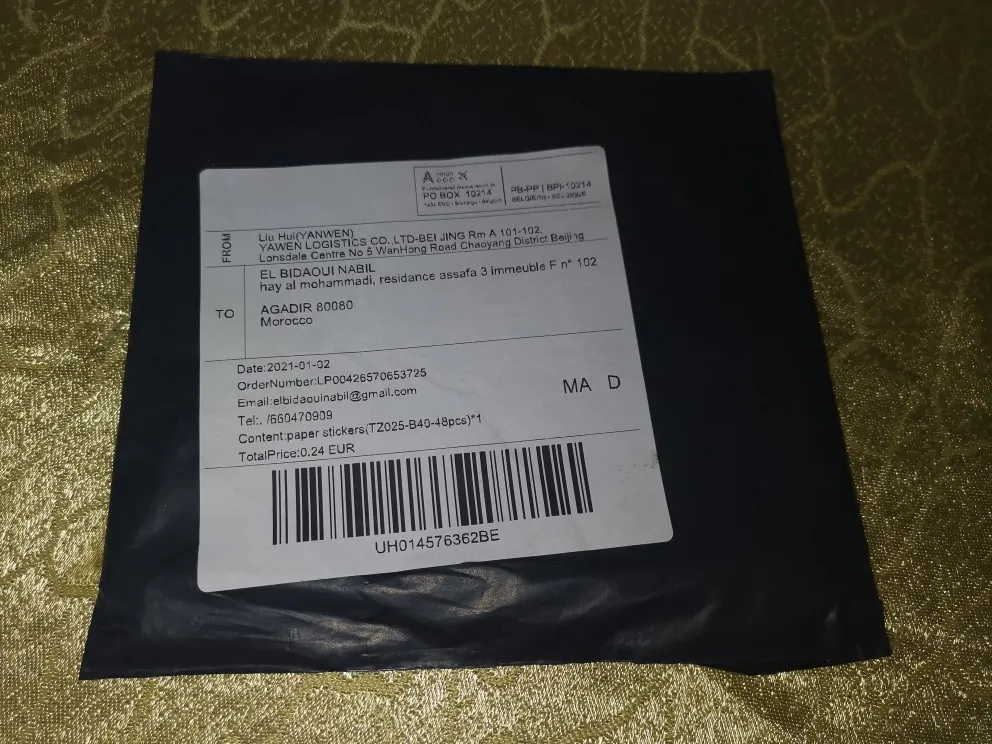 PO BOX 10214
PB-PP | BPI-10214
BELGIE(N) - BELGIQUE
FROM
Liu Hui(YANWEN)
YAWEN LOGISTICS CO.,LTD-BEI JING Rm A 101-102,
Lonsdale Centre No 5 WanHong Road Chaoyang District Beijing
TO
EL BIDAOUI NABIL
hay al mohammadi, residance assafa 3 immeuble F n° 102
AGADIR 80080
Morocco
Date:2021-01-02
OrderNumber:LP00426570653725
Email:elbidaouinabil@gmail.com
Tel:. /660470909
Content:paper stickers(TZ025-B40-48pcs)*1
TotalPrice:0.24 EUR
MA D
UH014576362BE